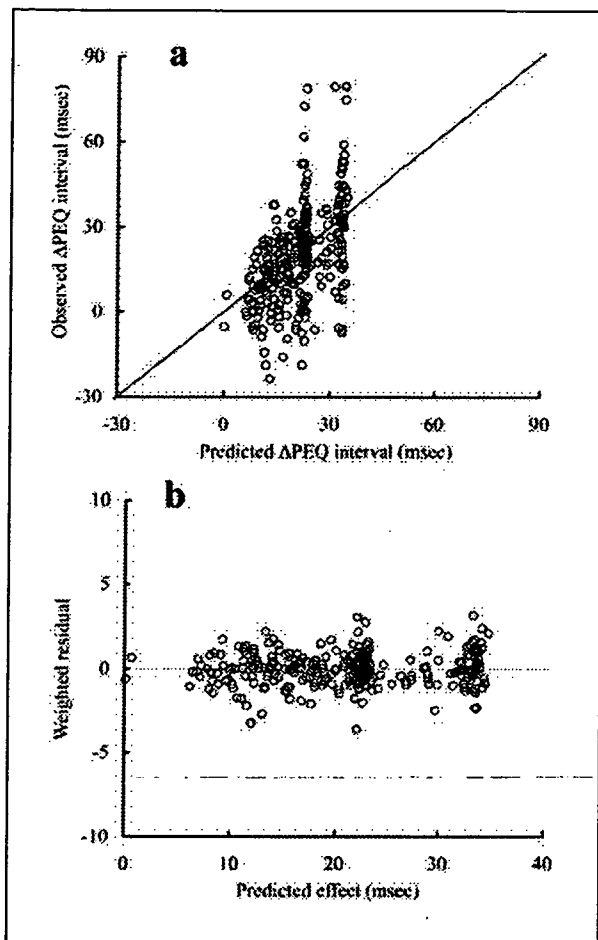 a
90
60
30
0
-30
Observed ΔPEQ interval (msec)
-30 0 30 60 90
Predicted ΔPEQ interval (msec)
b
10
5
0
-5
-10
Weighted residual
0 10 20 30 40
Predicted effect (msec)